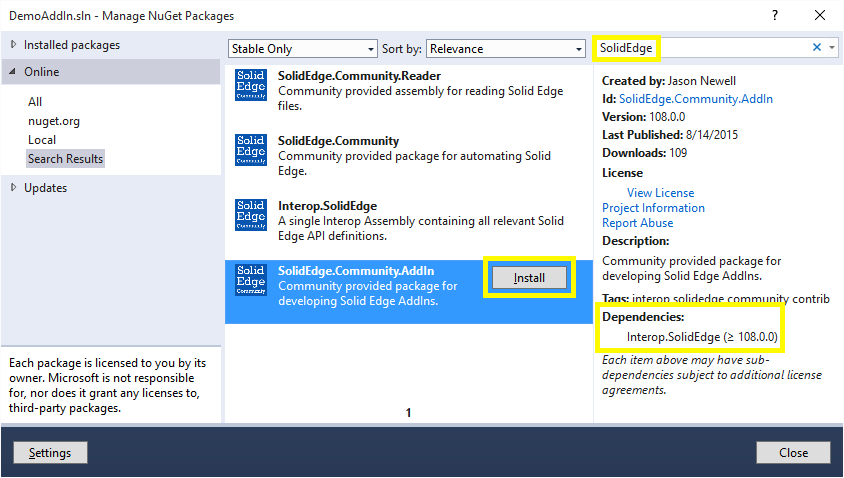 DemoAddIn.sln - Manage NuGet Packages
?
Installed packages
Online
All
nuget.org
Local
Search Results
Updates
Each package is licensed to you by its
owner. Microsoft is not responsible
for, nor does it grant any licenses to,
third-party packages.
Stable Only
Sort by:
Relevance
SolidEdge
Solid
Edge
Community
SolidEdge.Community.Reader
Community provided assembly for reading Solid Edge
files.
Solid
Edge
Community
SolidEdge.Community
Community provided package for automating Solid
Edge.
Solid
Edge
Community
Interop.SolidEdge
A single Interop Assembly containing all relevant Solid
Edge API definitions.
Solid
Edge
Community
SolidEdge.Community.AddIn
Community provided package for
developing Solid Edge AddIns.
Install
1
Created by: Jason Newell
Id: SolidEdge.Community.AddIn
Version: 108.0.0
Last Published: 8/14/2015
Downloads: 109
License
View License
Project Information
Report Abuse
Description:
Community provided package for
developing Solid Edge AddIns.
Tags: interop solidedge community contrib
Dependencies:
Interop.SolidEdge (≥ 108.0.0)
Each item above may have sub-
dependencies subject to additional license
agreements.
Settings
Close